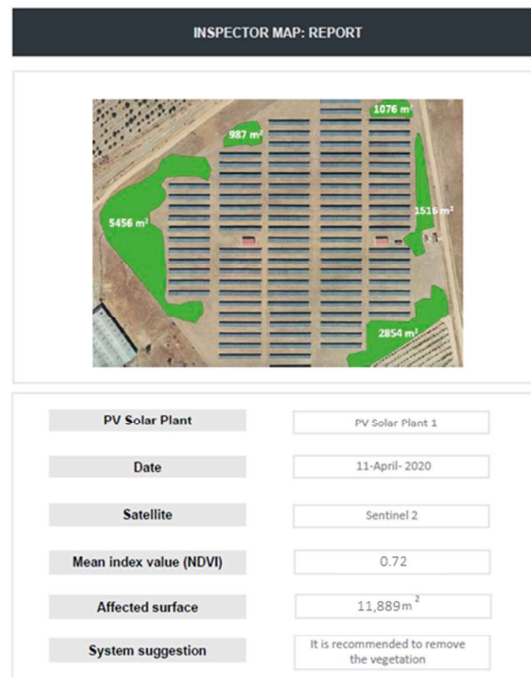 INSPECTOR MAP: REPORT
1076 m²
987 m²
1516 m²
5456 m²
2854 m²
PV Solar Plant
PV Solar Plant 1
Date
11-April- 2020
Satellite
Sentinel 2
Mean index value (NDVI)
0.72
Affected surface
11,889m²
System suggestion
It is recommended to remove
the vegetation